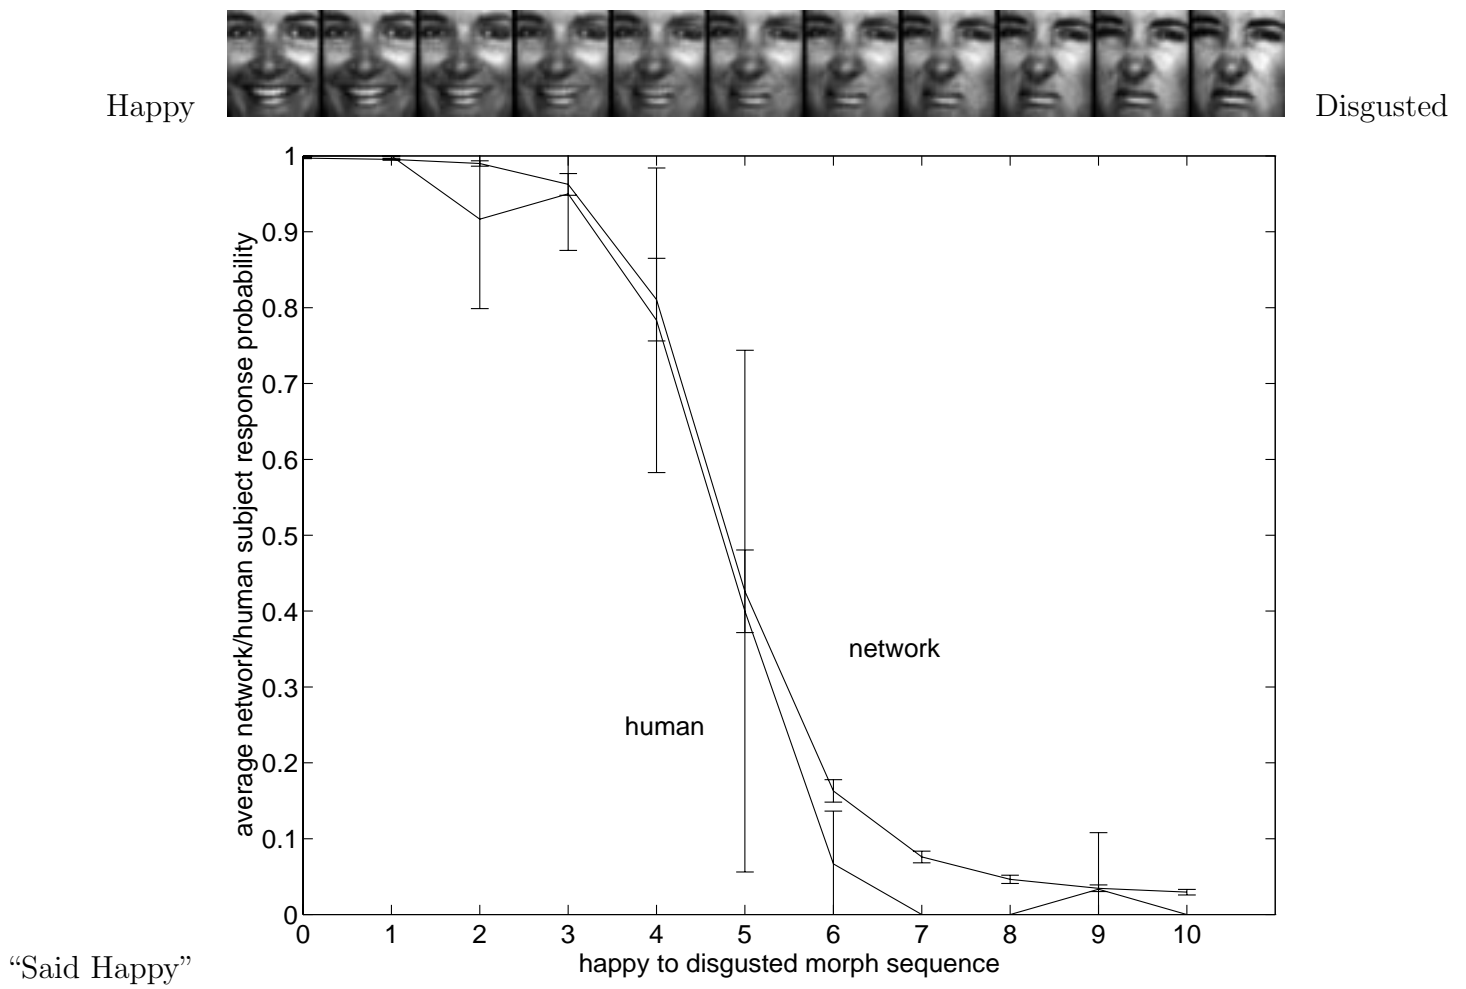 Happy
Disgusted
average network/human subject response probability
1
0.9
0.8
0.7
0.6
0.5
0.4
0.3
0.2
0.1
0
network
human
0 1 2 3 4 5 6 7 8 9 10
happy to disgusted morph sequence
“Said Happy”